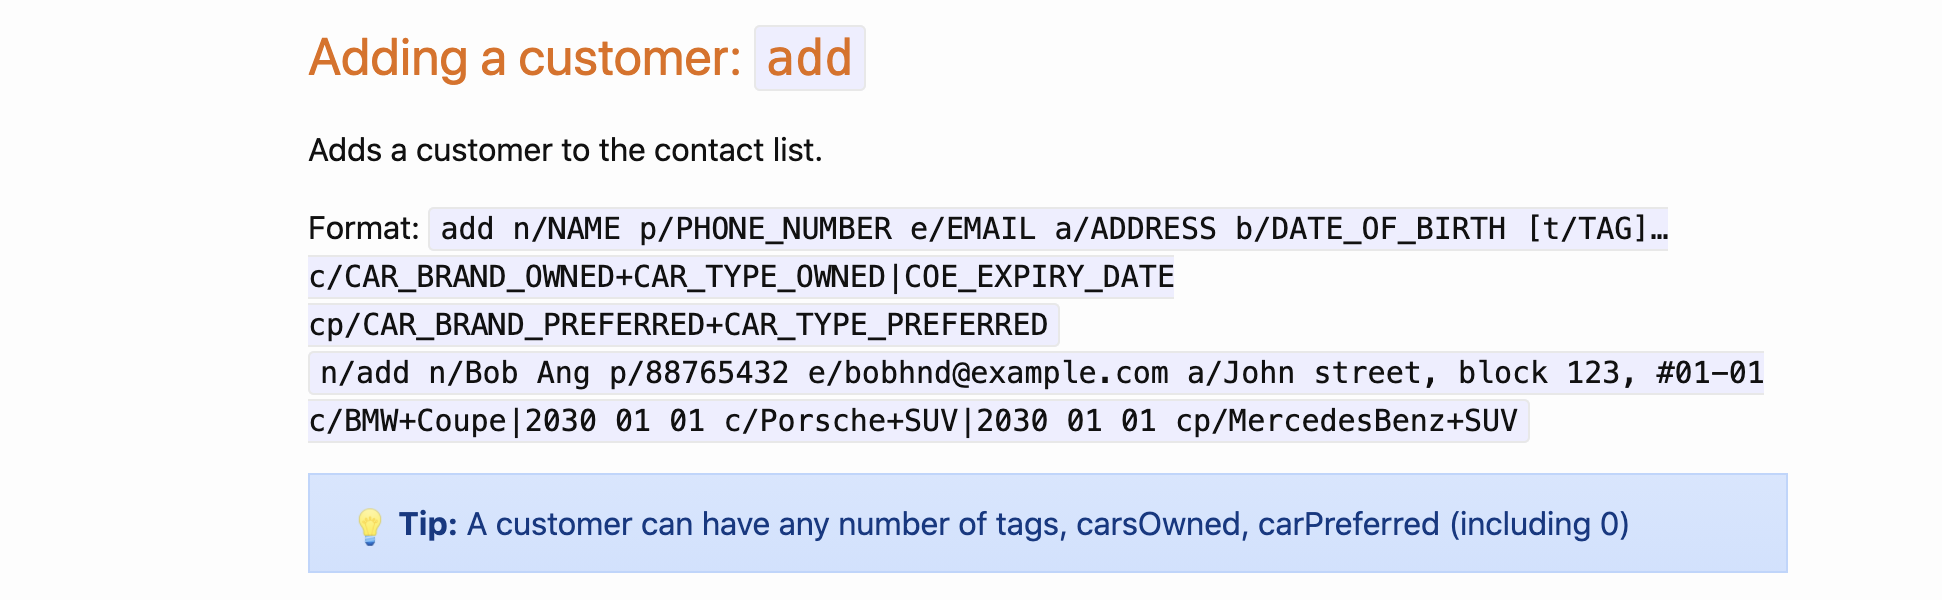 Adding a customer: add
Adds a customer to the contact list.
Format: add n/NAME p/PHONE_NUMBER e/EMAIL a/ADDRESS b/DATE_OF_BIRTH [t/TAG]…
c/CAR_BRAND_OWNED+CAR_TYPE_OWNED|COE_EXPIRY_DATE
cp/CAR_BRAND_PREFERRED+CAR_TYPE_PREFERRED
n/add n/Bob Ang p/88765432 e/bobhnd@example.com a/John street, block 123, #01-01
c/BMW+Coupe|2030 01 01 c/Porsche+SUV|2030 01 01 cp/MercedesBenz+SUV
💡 Tip: A customer can have any number of tags, carsOwned, carPreferred (including 0)